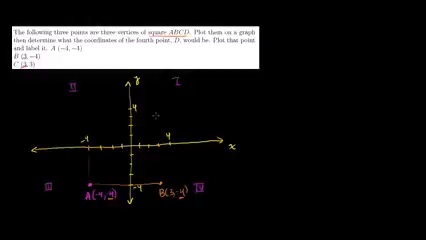 The following three points are three vertices of square ABCD. Plot them on a graph
then determine what the coordinates of the fourth point, D, would be. Plot that point
and label it. A (−4, −4)
B (3, −4)
C (3, 3)
II
I
y
4
-4
4
x
III
-4
IV
A(-4,-4)
B(3,-4)